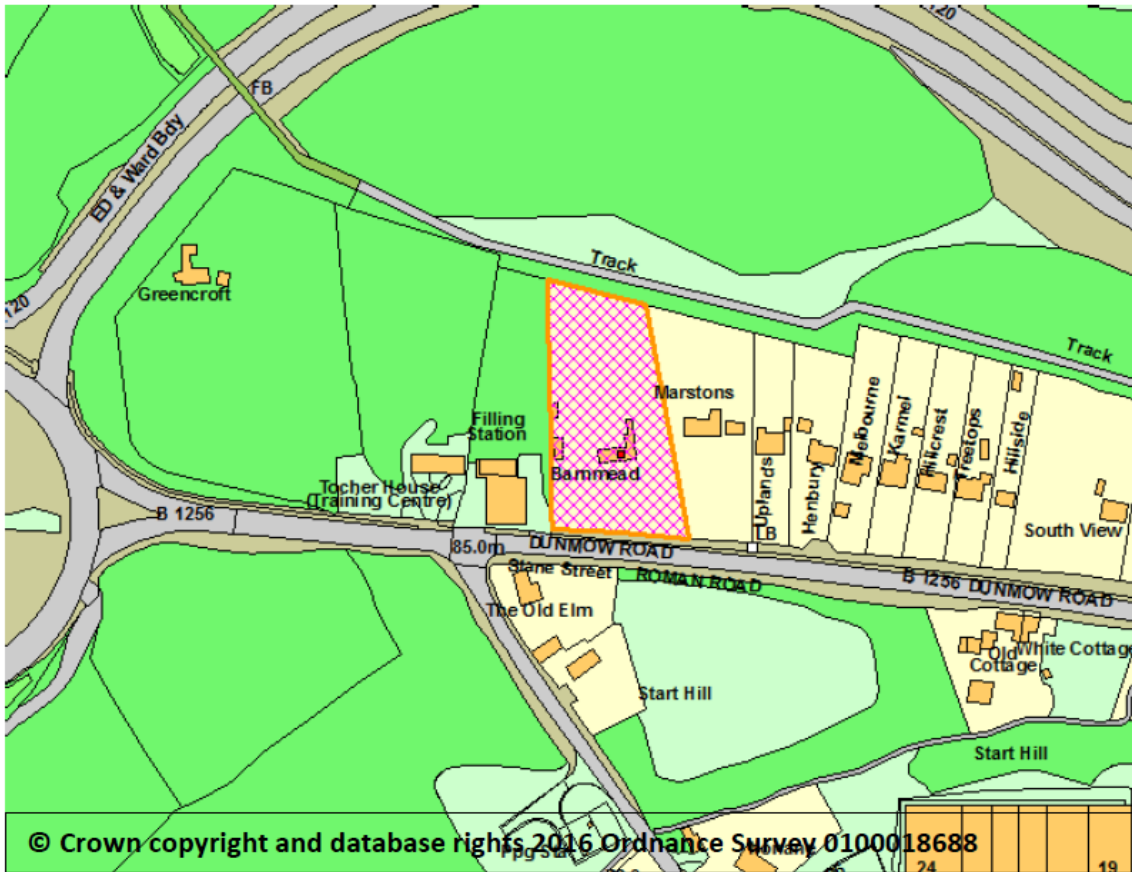 120
FB
ED & Ward Bdy
120
Greencroft
Track
Track
Marstons
Filling
Station
Barnmead
Tocher House
(Training Centre)
Uplands
Henbury
Melbourne
Karmel
Hillcrest
Treetops
Hillside
South View
LB
B 1256
85.0m
DUNMOW ROAD
Stane Street
ROMAN ROAD
B 1256 DUNMOW ROAD
The Old Elm
Old
Cottage
White Cottage
Start Hill
Start Hill
© Crown copyright and database rights 2016 Ordnance Survey 0100018688
Ppg Sta
24
19